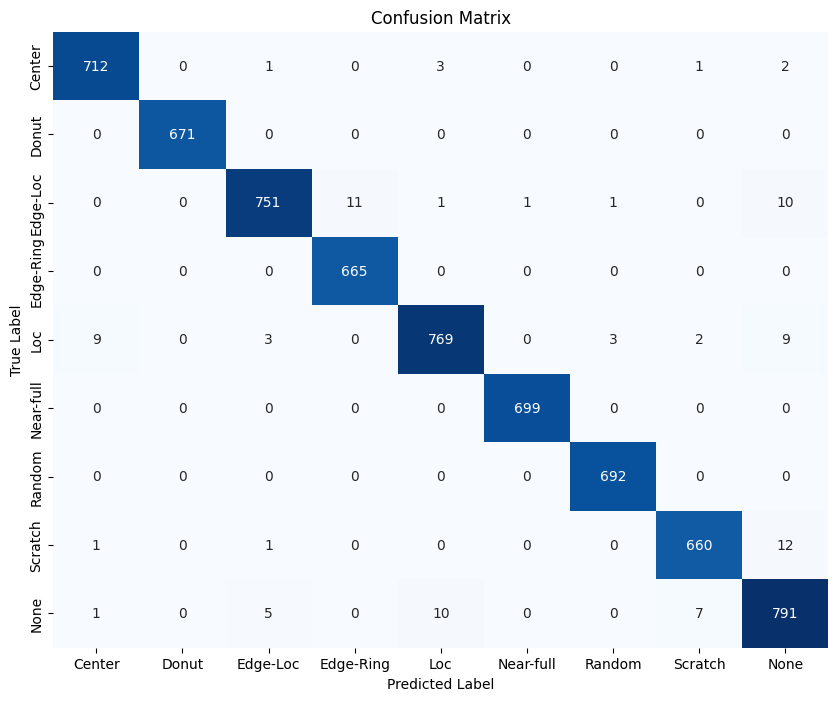 Confusion Matrix
True Label
Center 712 0 1 0 3 0 0 1 2
Donut 0 671 0 0 0 0 0 0 0
Edge-Loc 0 0 751 11 1 1 1 0 10
Edge-Ring 0 0 0 665 0 0 0 0 0
Loc 9 0 3 0 769 0 3 2 9
Near-full 0 0 0 0 0 699 0 0 0
Random 0 0 0 0 0 0 692 0 0
Scratch 1 0 1 0 0 0 0 660 12
None 1 0 5 0 10 0 0 7 791
Center Donut Edge-Loc Edge-Ring Loc Near-full Random Scratch None
Predicted Label